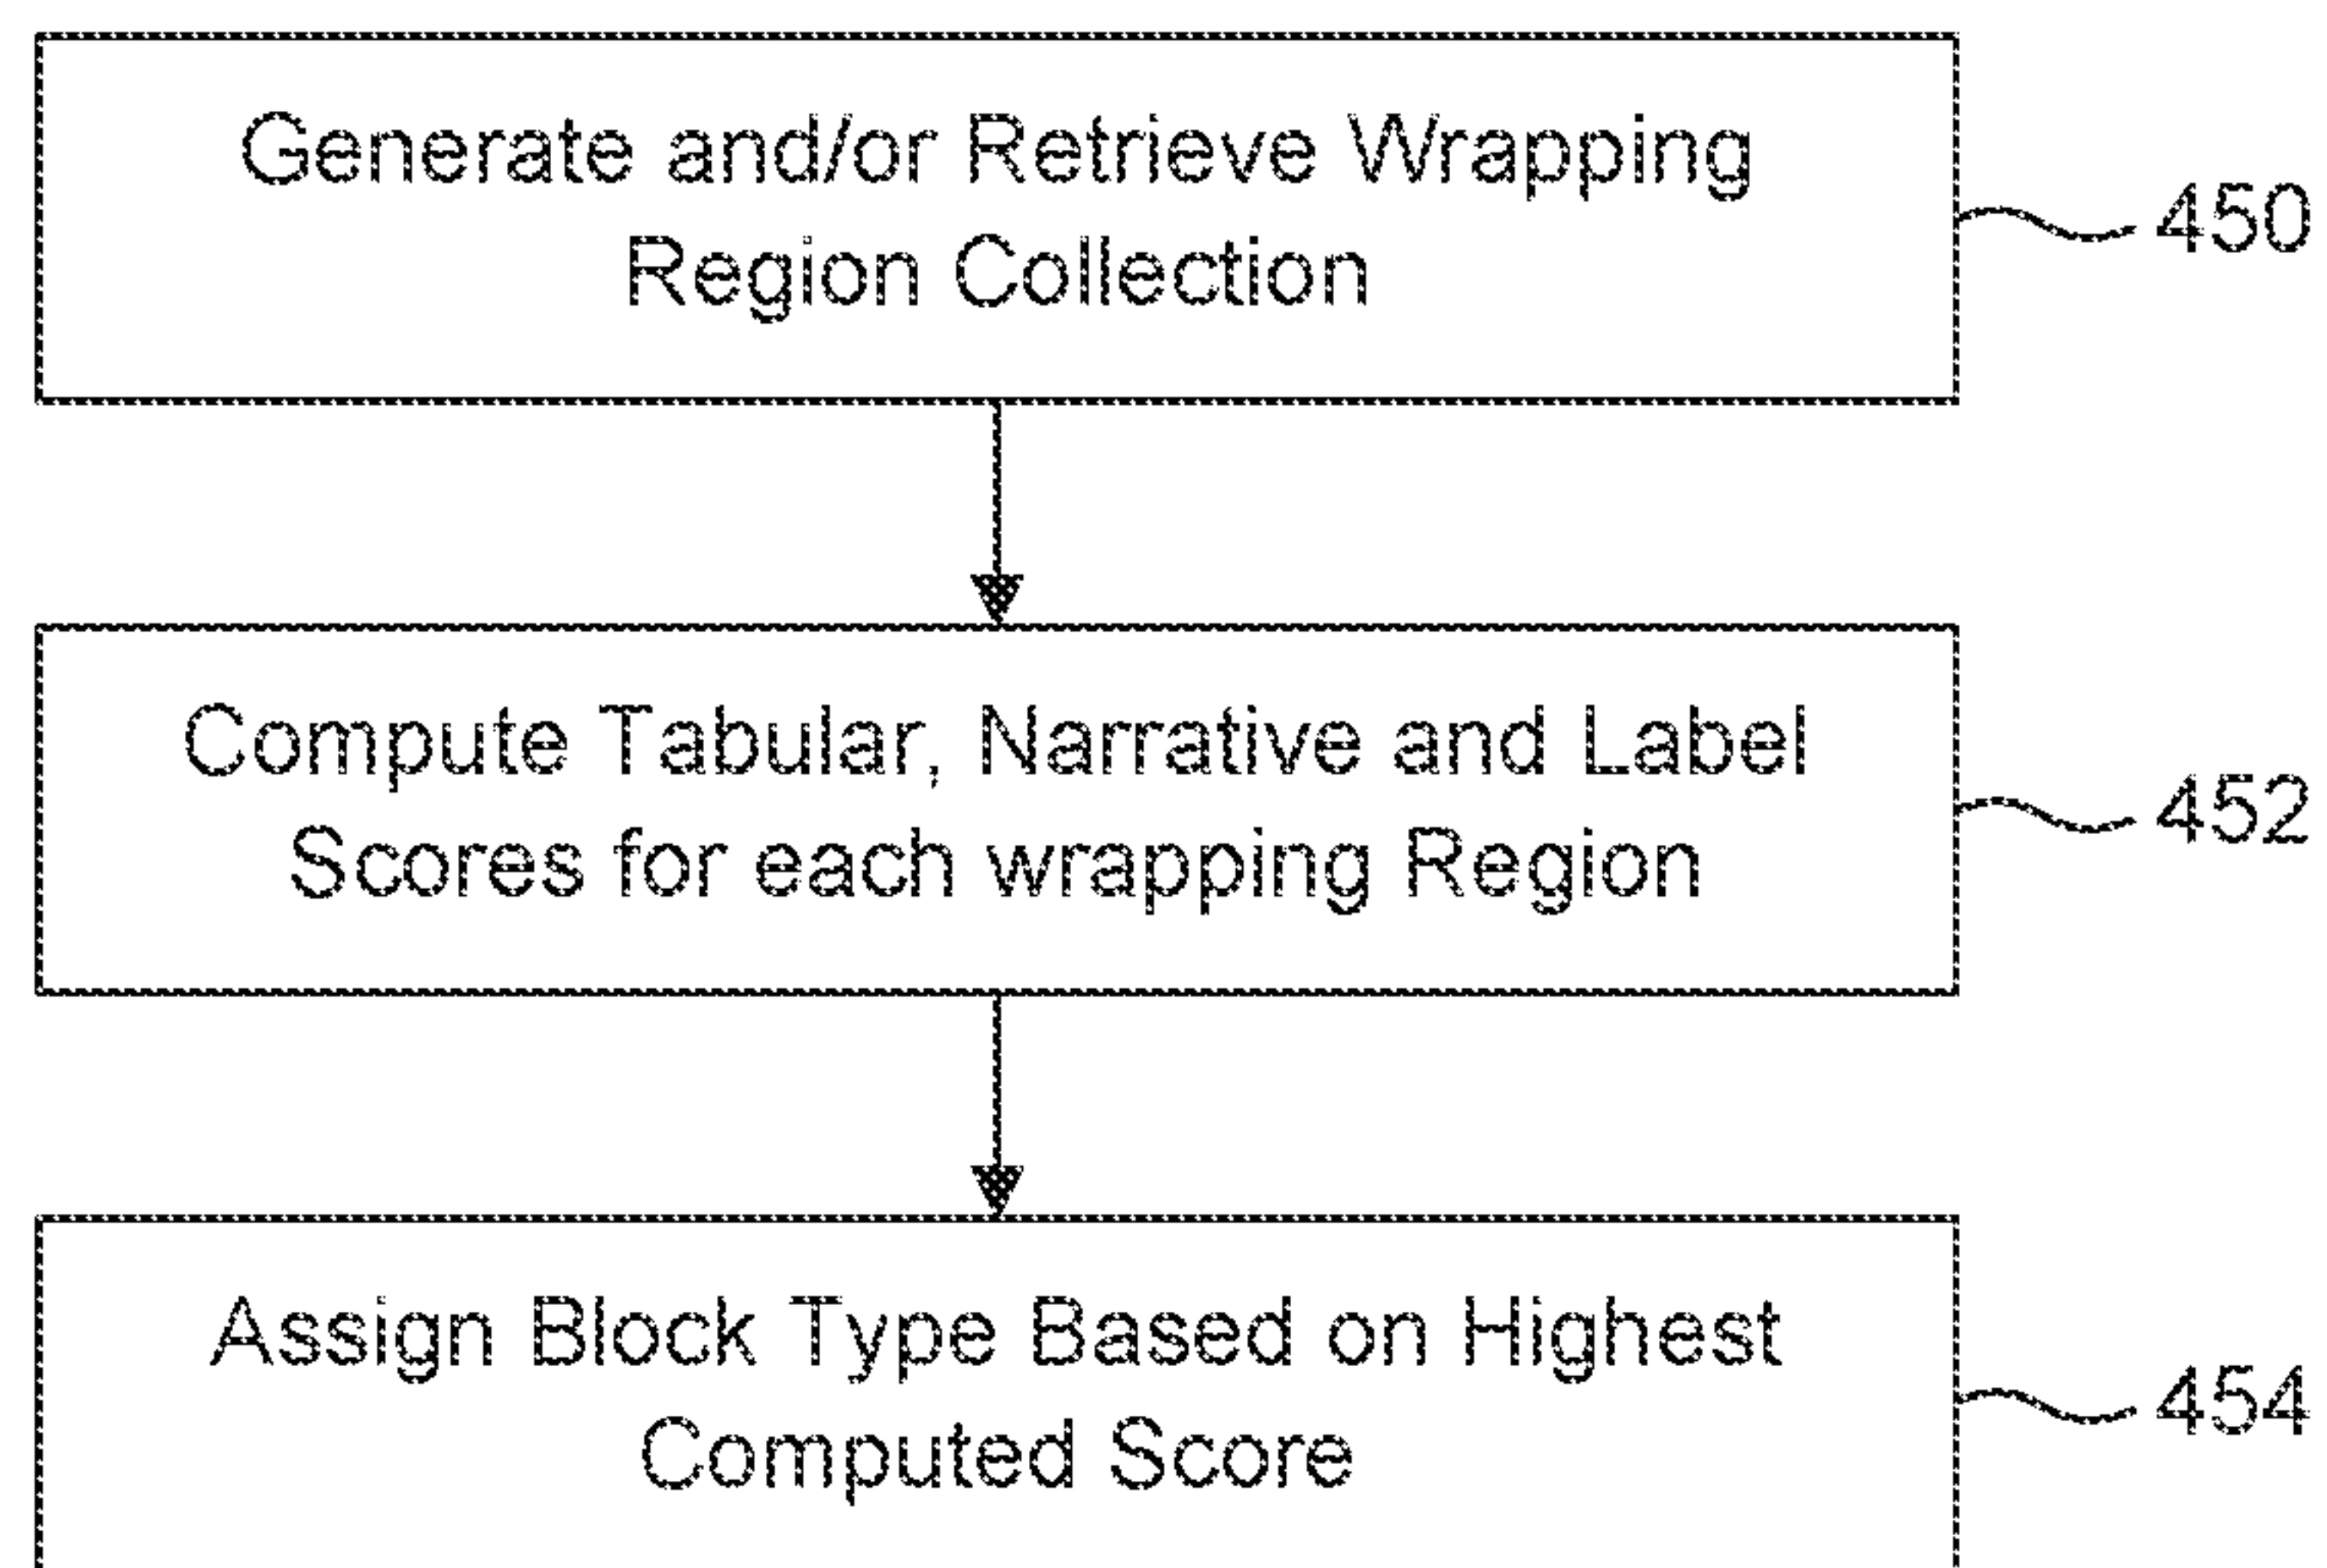 Generate and/or Retrieve Wrapping
Region Collection
450
Compute Tabular, Narrative and Label
Scores for each wrapping Region
452
Assign Block Type Based on Highest
Computed Score
454